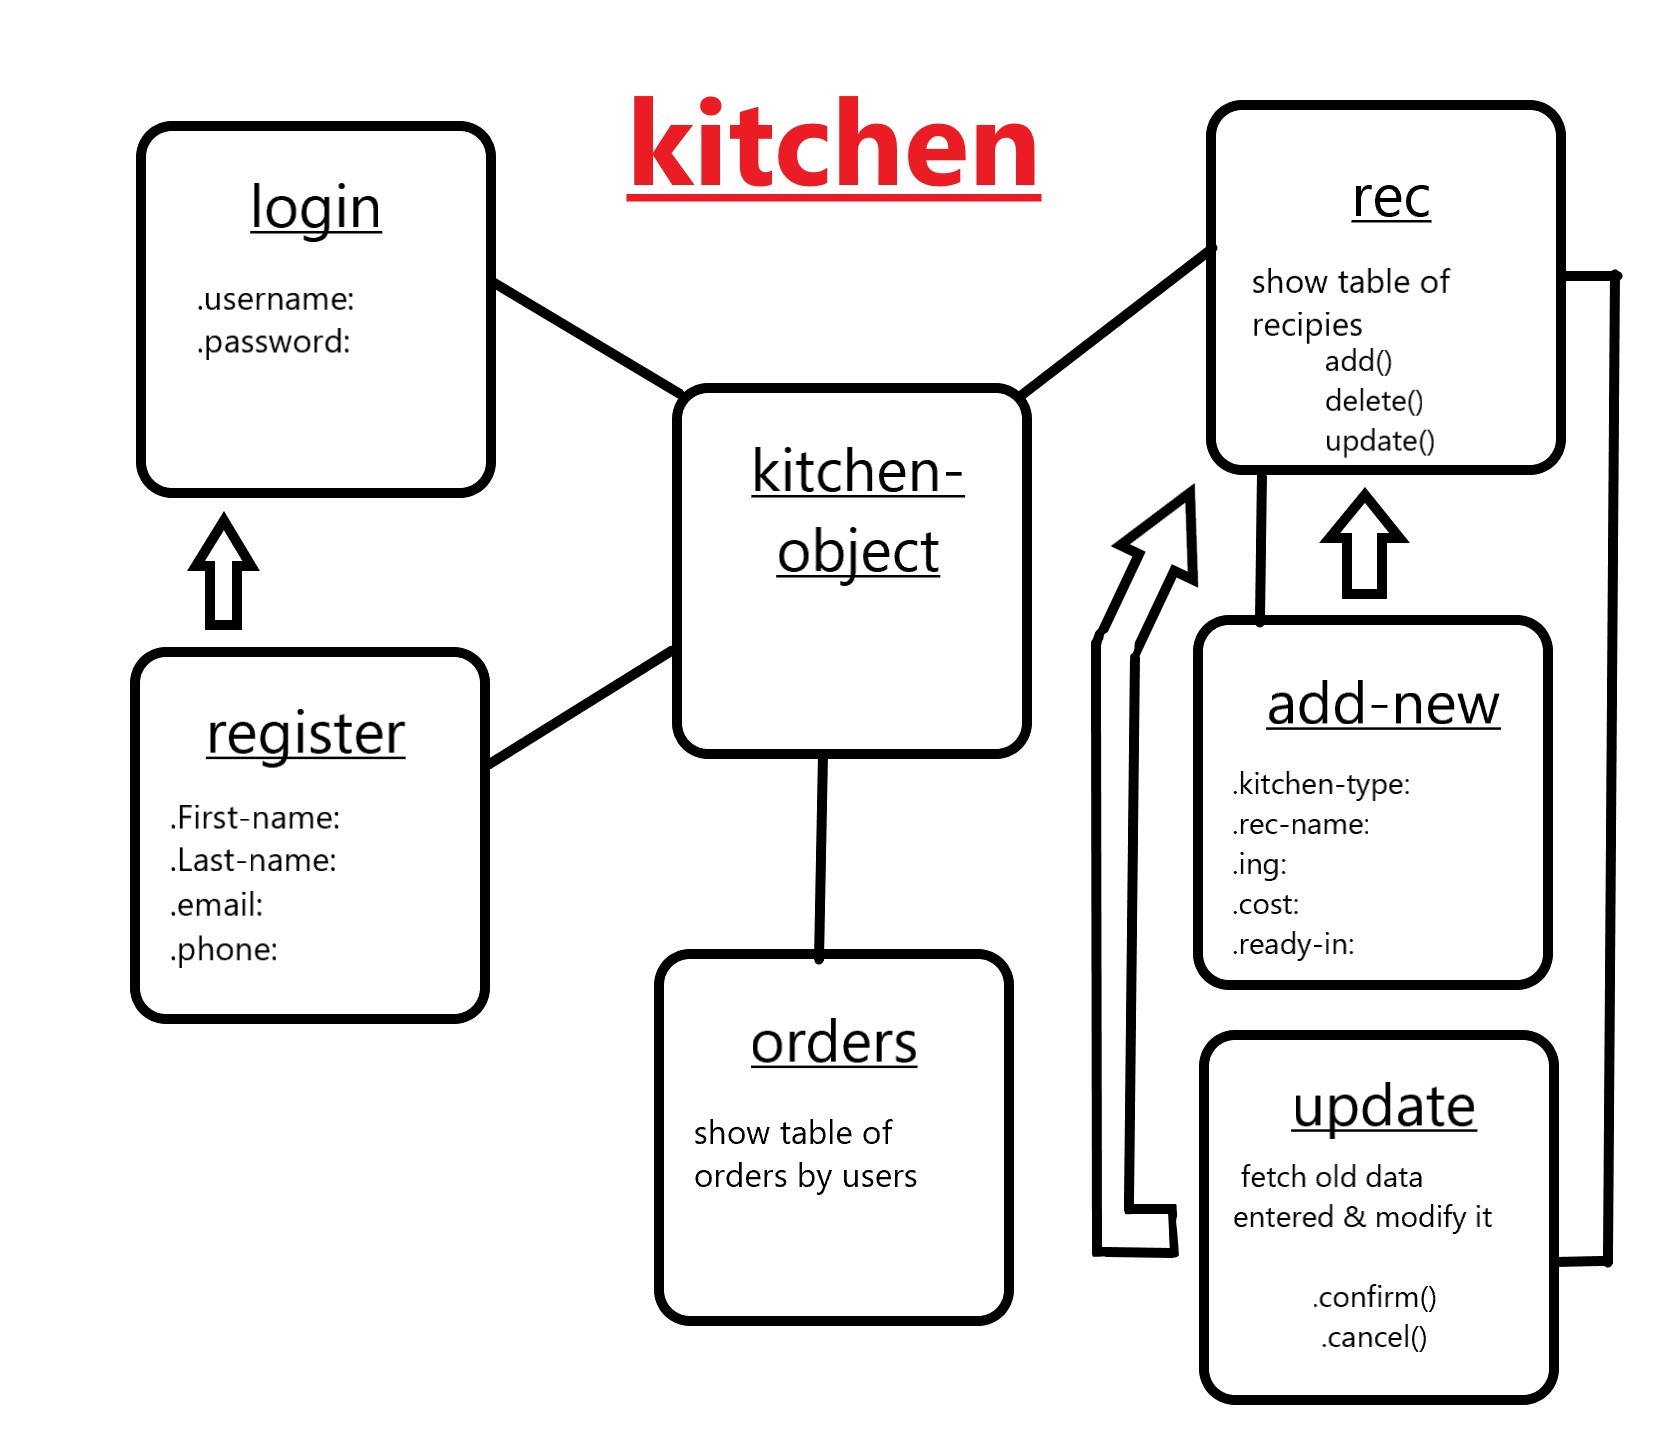 kitchen
login
.username:
.password:
register
.First-name:
.Last-name:
.email:
.phone:
kitchen-
object
orders
show table of
orders by users
rec
show table of
recipies
add()
delete()
update()
add-new
.kitchen-type:
.rec-name:
.ing:
.cost:
.ready-in:
update
fetch old data
entered & modify it
.confirm()
.cancel()